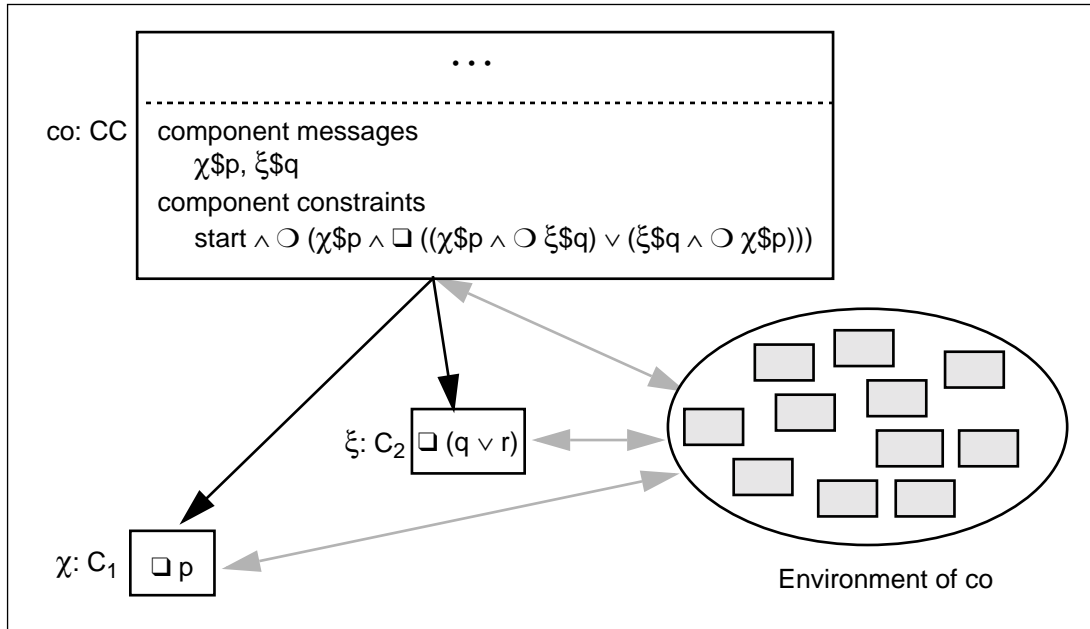 • • •
co: CC
component messages
χ$p, ξ$q
component constraints
start ∧ ❍ (χ$p ∧ ❑ ((χ$p ∧ ❍ ξ$q) ∨ (ξ$q ∧ ❍ χ$p)))
ξ: C₂
❑ (q ∨ r)
χ: C₁
❑ p
Environment of co